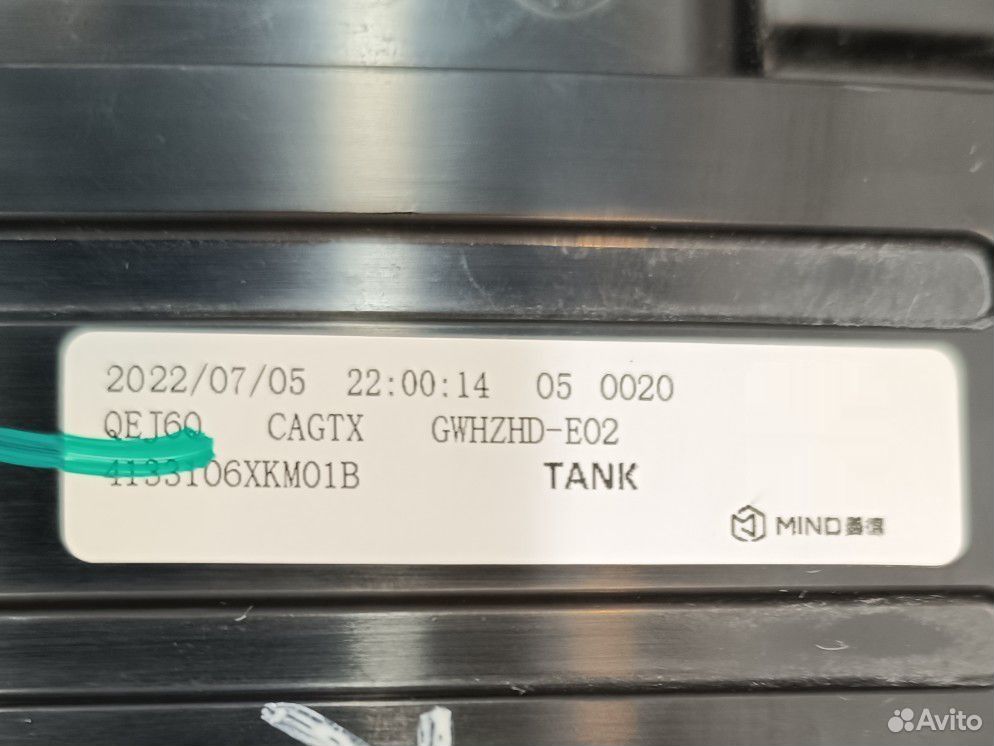 2022/07/05 22:00:14 05 0020
QEJ6Q CAGTX GWHZHD-E02
4133106XKM01B TANK
MIND
Avito